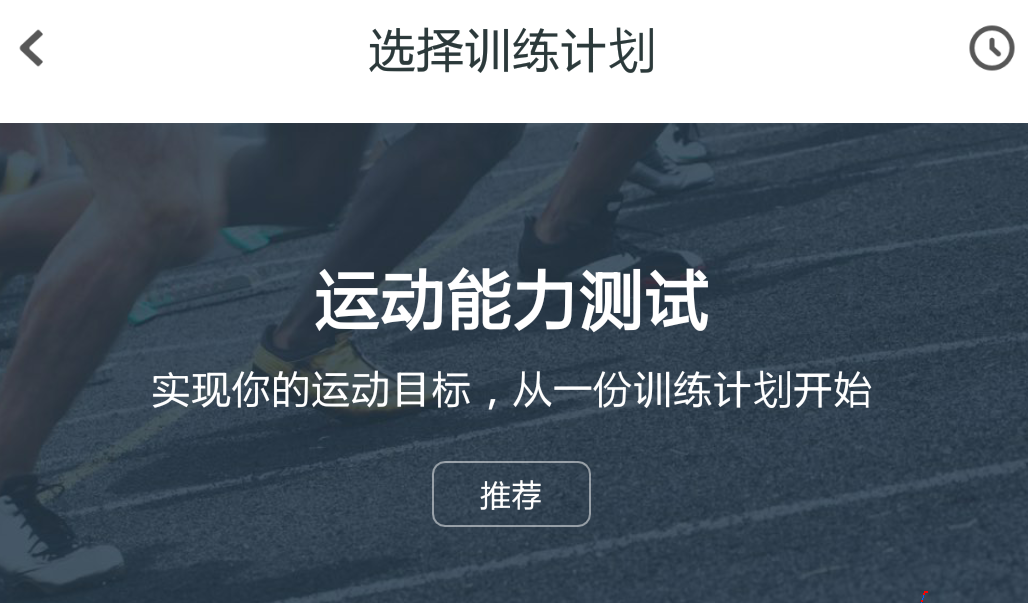 选择训练计划
运动能力测试
实现你的运动目标，从一份训练计划开始
推荐